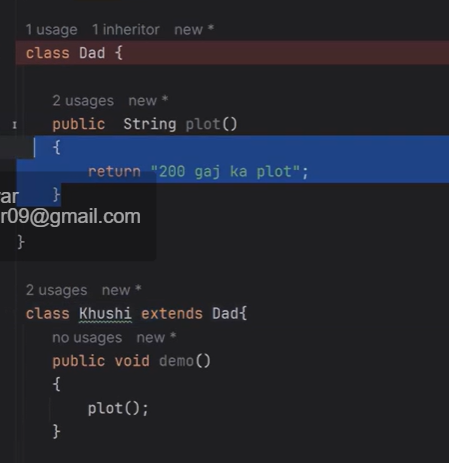 1 usage 1 inheritor new *
class Dad {
2 usages new *
public String plot()
{
return "200 gaj ka plot";
}
rar
r09@gmail.com
}
2 usages new *
class Khushi extends Dad{
no usages new *
public void demo()
{
plot();
}